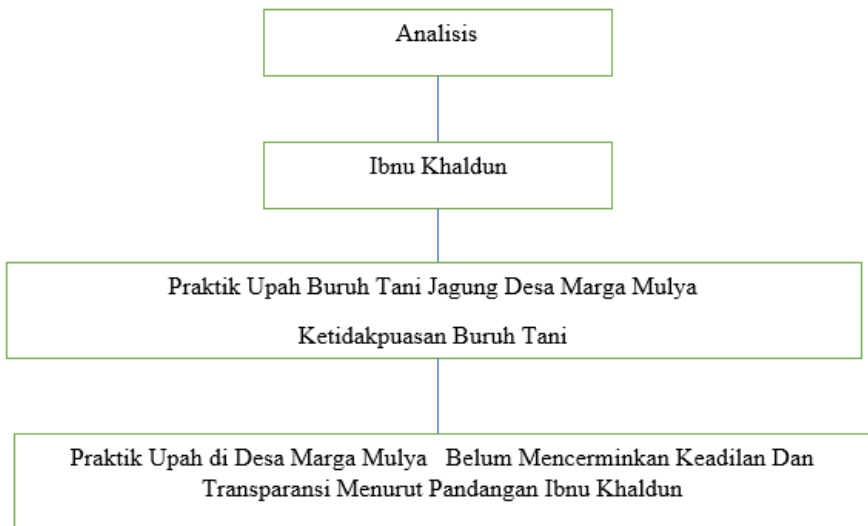 Analisis
Ibnu Khaldun
Praktik Upah Buruh Tani Jagung Desa Marga Mulya
Ketidakpuasan Buruh Tani
Praktik Upah di Desa Marga Mulya Belum Mencerminkan Keadilan Dan
Transparansi Menurut Pandangan Ibnu Khaldun